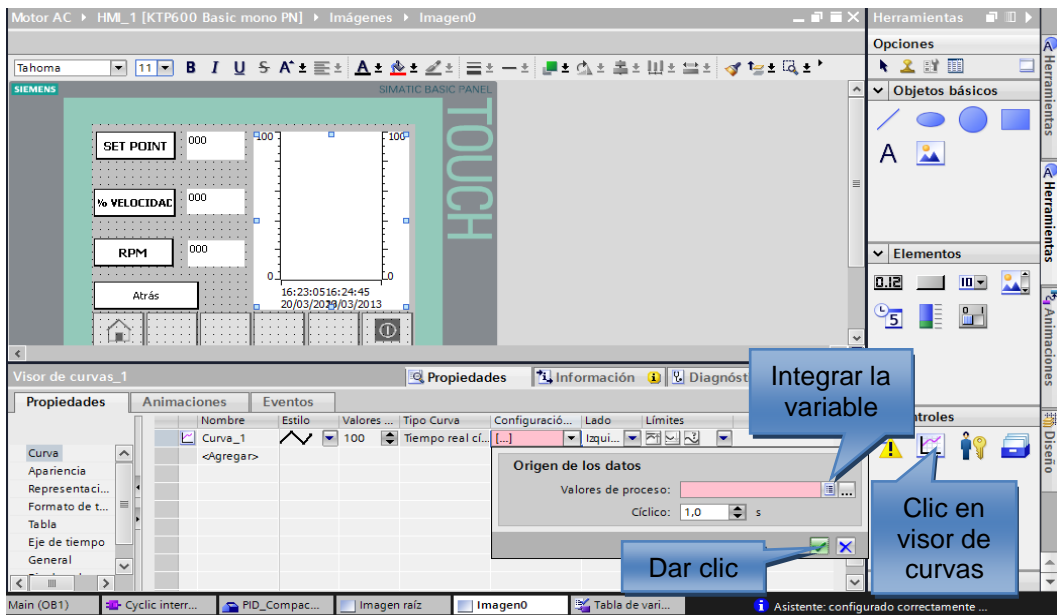 Motor AC ▸ HMI_1 [KTP600 Basic mono PN] ▸ Imágenes ▸ Imagen0
Herramientas
Opciones
Tahoma 11 B I U S A
SIEMENS
SIMATIC BASIC PANEL
TOUCH
SET POINT 000
% VELOCIDAD 000
RPM 000
Atrás
100 100
0 0
16:23:05 16:24:45
20/03/2013
Objetos básicos
A
Elementos
0.12
10
5
Herramientas
Herramientas
Animaciones
Diseño
Visor de curvas_1
Propiedades Información Diagnóst
Propiedades Animaciones Eventos
Nombre Estilo Valores ... Tipo Curva Configuració... Lado Límites
Curva_1 100 Tiempo real cí... [...] Izqui...
<Agregar>
Curva
Apariencia
Representaci...
Formato de t...
Tabla
Eje de tiempo
General
Origen de los datos
Valores de proceso: ...
Cíclico: 1,0 s
Integrar la
variable
troles
Clic en
visor de
curvas
Dar clic
Main (OB1) Cyclic interr... PID_Compac... Imagen raíz Imagen0 Tabla de vari... Asistente: configurado correctamente ...